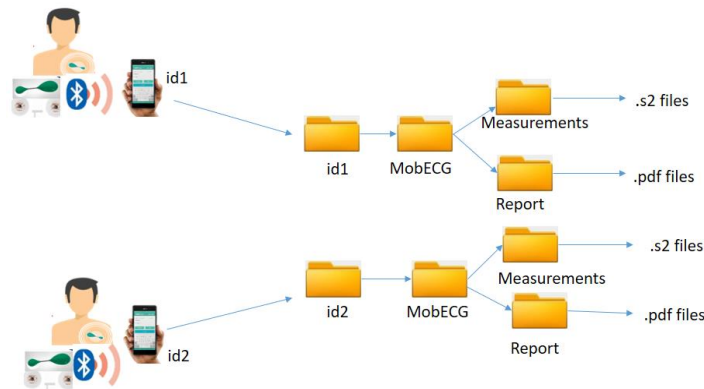 id1
.s2 files
Measurements
id1
MobECG
.pdf files
Report
.s2 files
Measurements
id2
MobECG
.pdf files
Report
id2